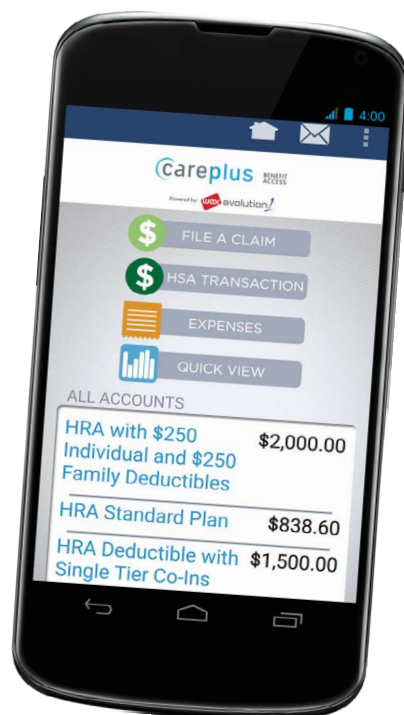 4:00
careplus BENEFIT
ACCESS
Powered by: wex evolution1
FILE A CLAIM
HSA TRANSACTION
EXPENSES
QUICK VIEW
ALL ACCOUNTS
HRA with $250 $2,000.00
Individual and $250
Family Deductibles
HRA Standard Plan $838.60
HRA Deductible with $1,500.00
Single Tier Co-Ins